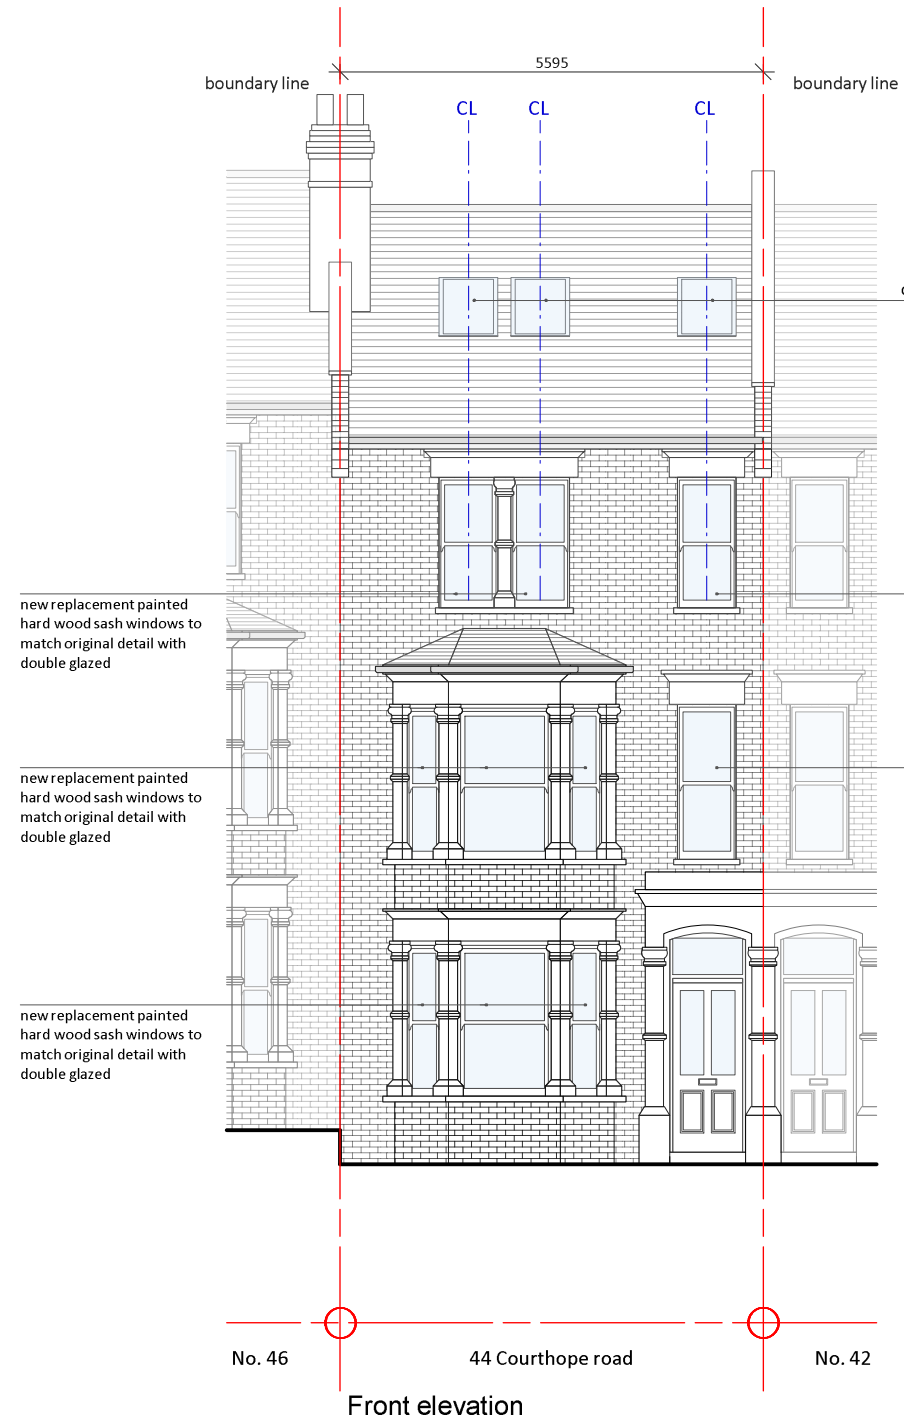 5595
boundary line
boundary line
CL
CL
CL
new replacement painted
hard wood sash windows to
match original detail with
double glazed
new replacement painted
hard wood sash windows to
match original detail with
double glazed
new replacement painted
hard wood sash windows to
match original detail with
double glazed
No. 46
44 Courthope road
No. 42
Front elevation